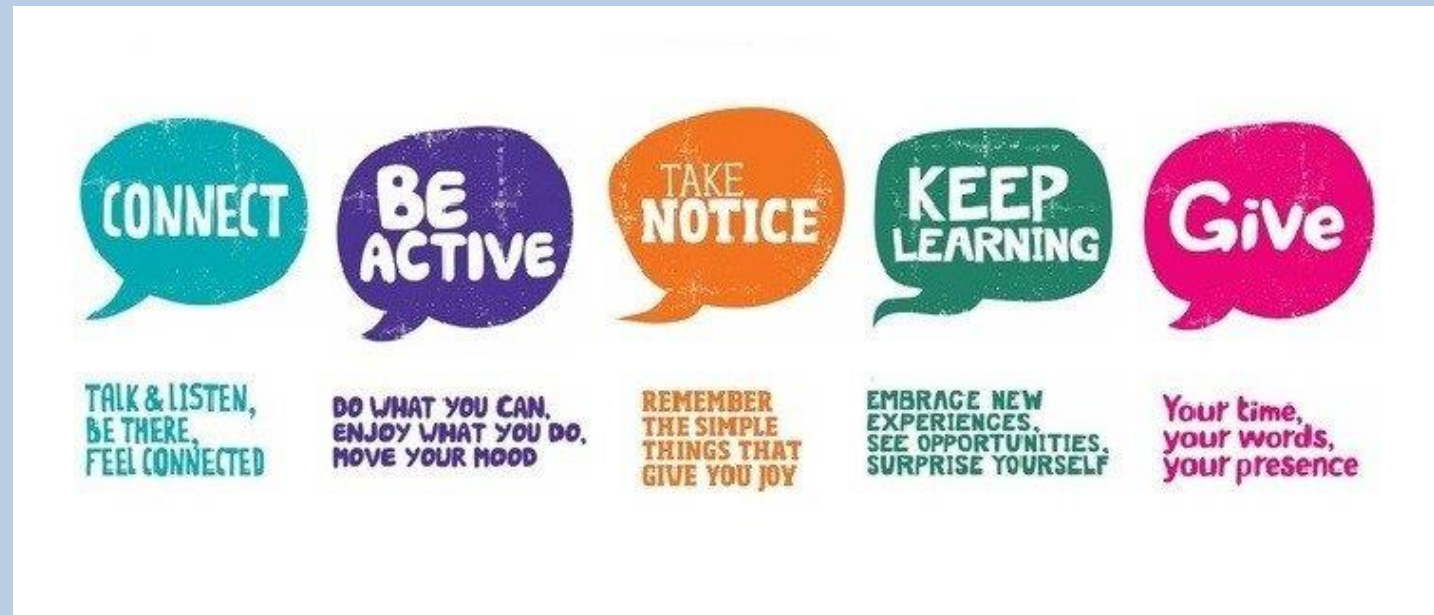 CONNECT
BE
ACTIVE
TAKE
NOTICE
KEEP
LEARNING
Give
TALK & LISTEN,
BE THERE,
FEEL CONNECTED
DO WHAT YOU CAN,
ENJOY WHAT YOU DO,
MOVE YOUR MOOD
REMEMBER
THE SIMPLE
THINGS THAT
GIVE YOU JOY
EMBRACE NEW
EXPERIENCES,
SEE OPPORTUNITIES,
SURPRISE YOURSELF
Your time,
your words,
your presence